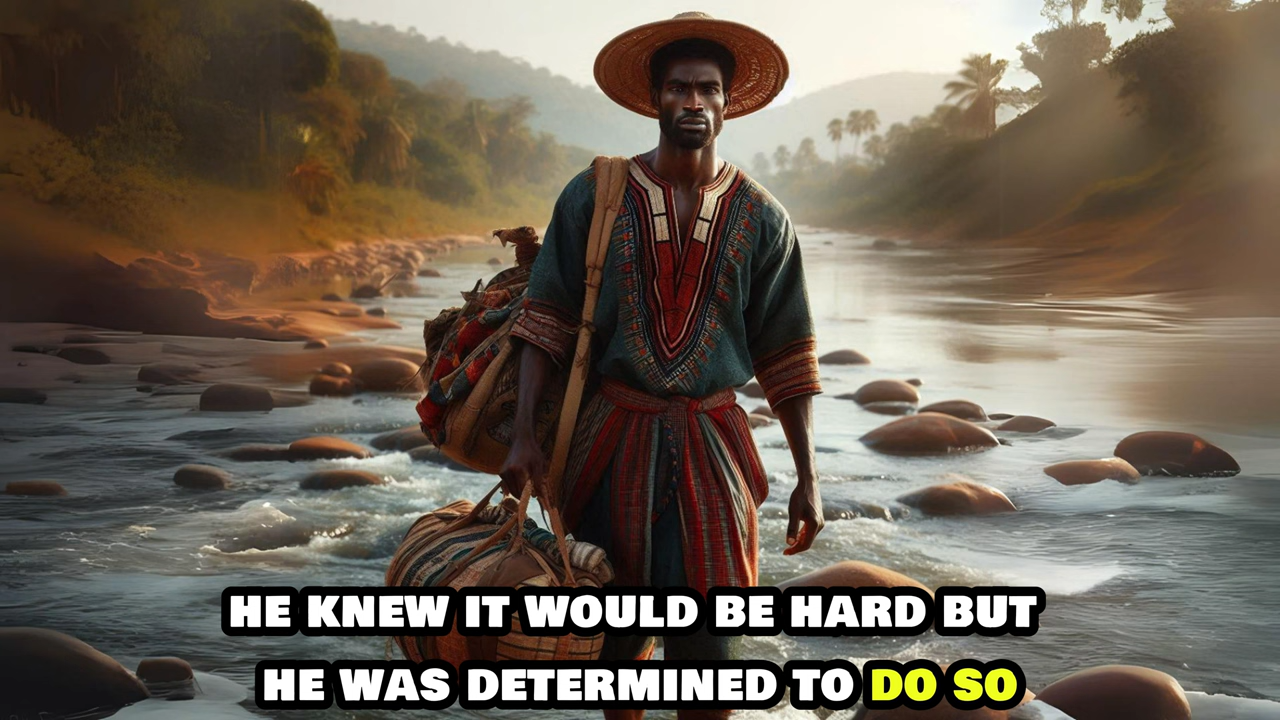 HE KNEW IT WOULD BE HARD BUT
HE WAS DETERMINED TO DO SO